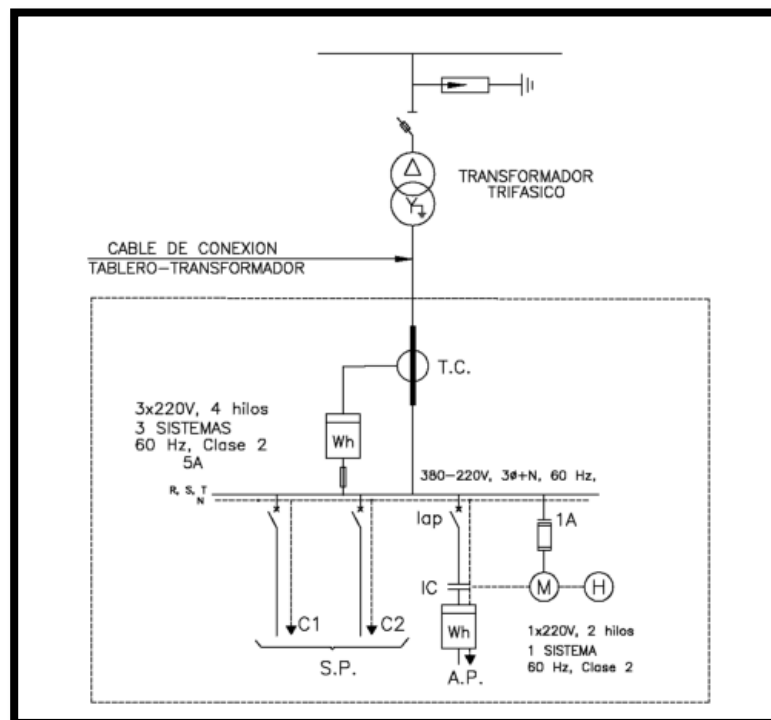 TRANSFORMADOR
TRIFASICO
CABLE DE CONEXION
TABLERO-TRANSFORMADOR
T.C.
3x220V, 4 hilos
3 SISTEMAS
60 Hz, Clase 2
5A
Wh
380-220V, 3ø+N, 60 Hz,
R, S, T
N
Iap
1A
IC
M
H
C1
C2
Wh
S.P.
A.P.
1x220V, 2 hilos
1 SISTEMA
60 Hz, Clase 2